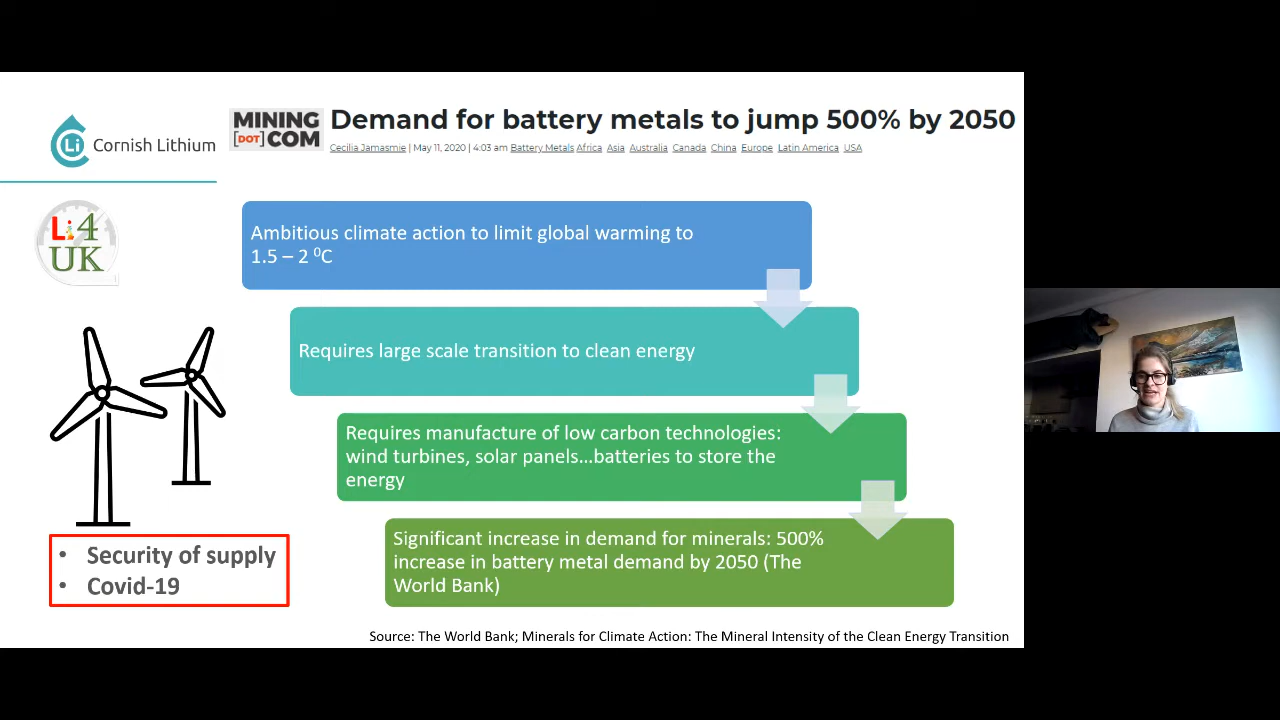 Li
Cornish Lithium
MINING
[DOT]COM
Demand for battery metals to jump 500% by 2050
Cecilia Jamasmie | May 11, 2020 | 4:03 am Battery Metals Africa Asia Australia Canada China Europe Latin America USA
Li4
UK
Ambitious climate action to limit global warming to
1.5 – 2 ⁰C
Requires large scale transition to clean energy
Requires manufacture of low carbon technologies:
wind turbines, solar panels…batteries to store the
energy
Significant increase in demand for minerals: 500%
increase in battery metal demand by 2050 (The
World Bank)
• Security of supply
• Covid-19
Source: The World Bank; Minerals for Climate Action: The Mineral Intensity of the Clean Energy Transition